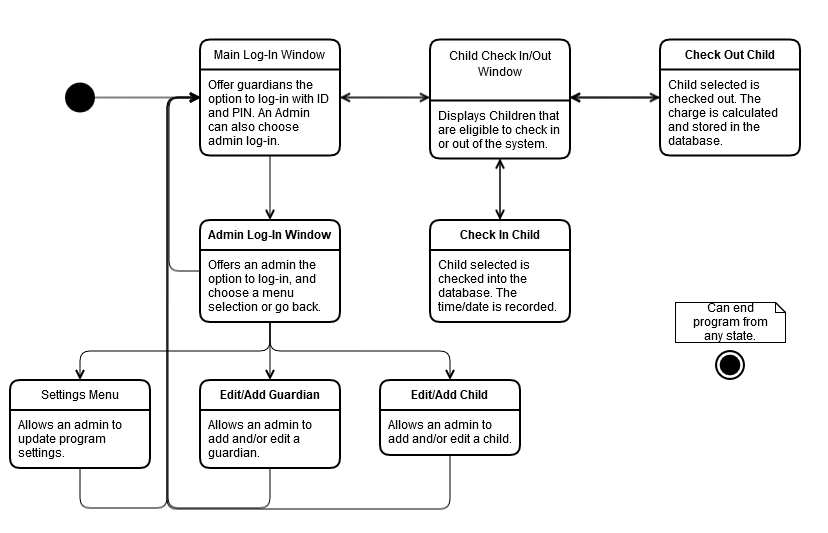 Main Log-In Window
Offer guardians the
option to log-in with ID
and PIN. An Admin
can also choose
admin log-in.
Child Check In/Out
Window
Displays Children that
are eligible to check in
or out of the system.
Check Out Child
Child selected is
checked out. The
charge is calculated
and stored in the
database.
Admin Log-In Window
Offers an admin the
option to log-in, and
choose a menu
selection or go back.
Check In Child
Child selected is
checked into the
database. The
time/date is recorded.
Can end
program from
any state.
Settings Menu
Allows an admin to
update program
settings.
Edit/Add Guardian
Allows an admin to
add and/or edit a
guardian.
Edit/Add Child
Allows an admin to
add and/or edit a child.